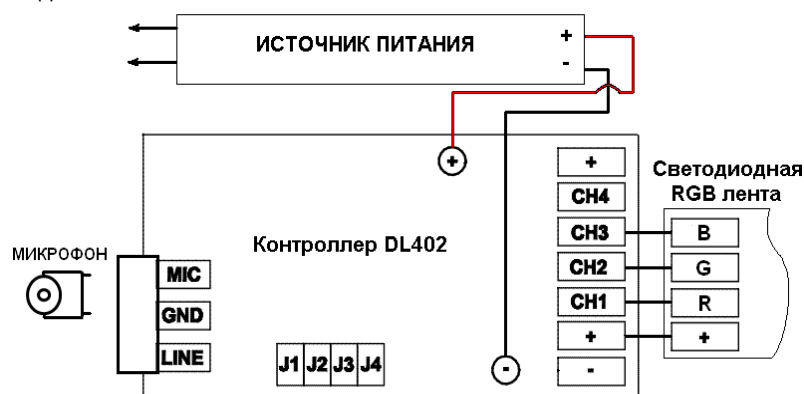 ИСТОЧНИК ПИТАНИЯ
+
-
+
+
CH4
CH3
CH2
CH1
+
-
Светодиодная
RGB лента
B
G
R
+
Контроллер DL402
МИКРОФОН
MIC
GND
LINE
J1 J2 J3 J4
-